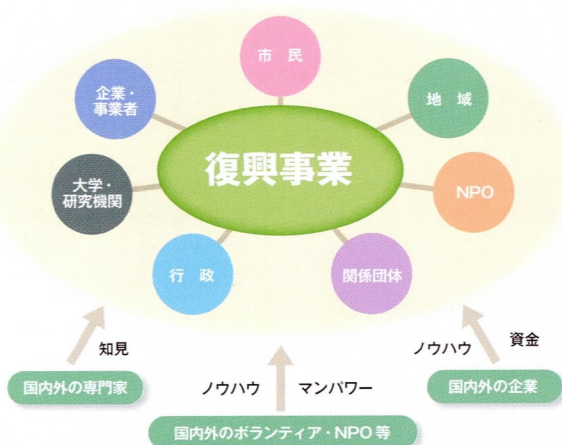 市 民
企業・
事業者
地 域
復興事業
大学・
研究機関
NPO
行 政
関係団体
知見
ノウハウ
資金
国内外の専門家
ノウハウ
マンパワー
国内外の企業
国内外のボランティア・NPO 等